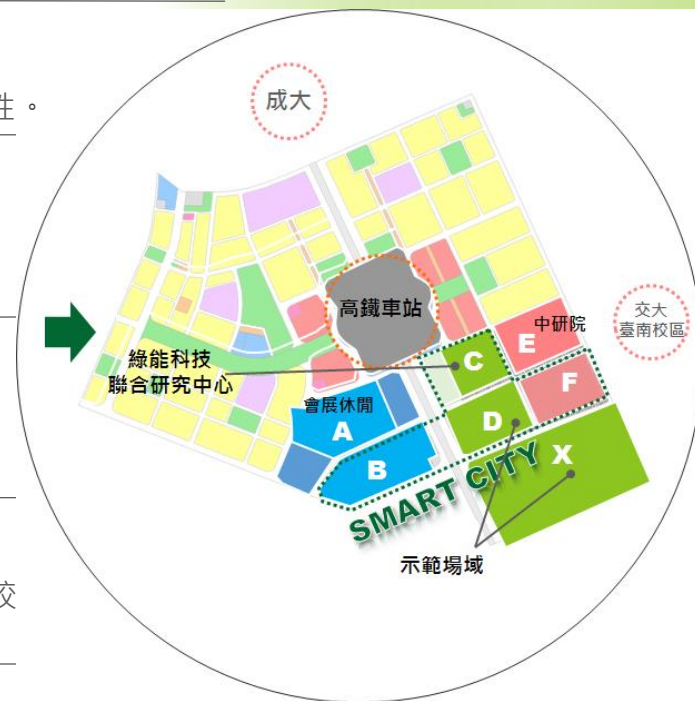 性。
成大
高鐵車站
交大
臺南校區
中研院
E
綠能科技
聯合研究中心
C
F
會展休閒
A
D
B
X
SMART CITY
示範場域
校